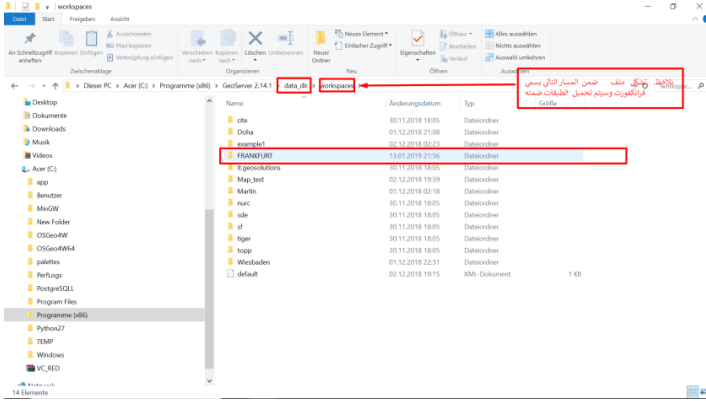 workspaces
Datei Start Freigeben Ansicht
An Schnellzugriff anheften
Kopieren
Einfügen
Ausschneiden
Pfad kopieren
Verknüpfung einfügen
Zwischenablage
Verschieben nach
Kopieren nach
Löschen
Umbenennen
Organisieren
Neuer Ordner
Neues Element
Einfacher Zugriff
Neu
Eigenschaften
Öffnen
Bearbeiten
Verlauf
Öffnen
Alles auswählen
Nichts auswählen
Auswahl umkehren
Dieser PC > Acer (C:) > Programme (x86) > GeoServer 2.14.1 > data_dir > workspaces
نلاحظ تشكل ملف ضمن المسار التالي يسمى
فرانكفورت وسيتم تحميل الطبقات ضمنه
Desktop
Dokumente
Downloads
Musik
Videos
Acer (C:)
app
Benutzer
MinGW
New Folder
OSGeo4W
OSGeo4W64
palettes
PerfLogs
PostgreSQLL
Program Files
Programme (x86)
Python27
TEMP
Windows
VC_RED
Name Änderungsdatum Typ Größe
cite 30.11.2018 18:05 Dateiordner
Doha 01.12.2018 21:08 Dateiordner
example1 02.12.2018 02:23 Dateiordner
FRANKFURT 13.01.2019 21:56 Dateiordner
it.geosolutions 30.11.2018 18:05 Dateiordner
Map_test 02.12.2018 19:59 Dateiordner
Martin 01.12.2018 02:18 Dateiordner
nurc 30.11.2018 18:05 Dateiordner
sde 30.11.2018 18:05 Dateiordner
sf 30.11.2018 18:05 Dateiordner
tiger 30.11.2018 18:05 Dateiordner
topp 30.11.2018 18:05 Dateiordner
Wiesbaden 01.12.2018 22:31 Dateiordner
default 02.12.2018 19:15 XML-Dokument 1 KB
14 Elemente